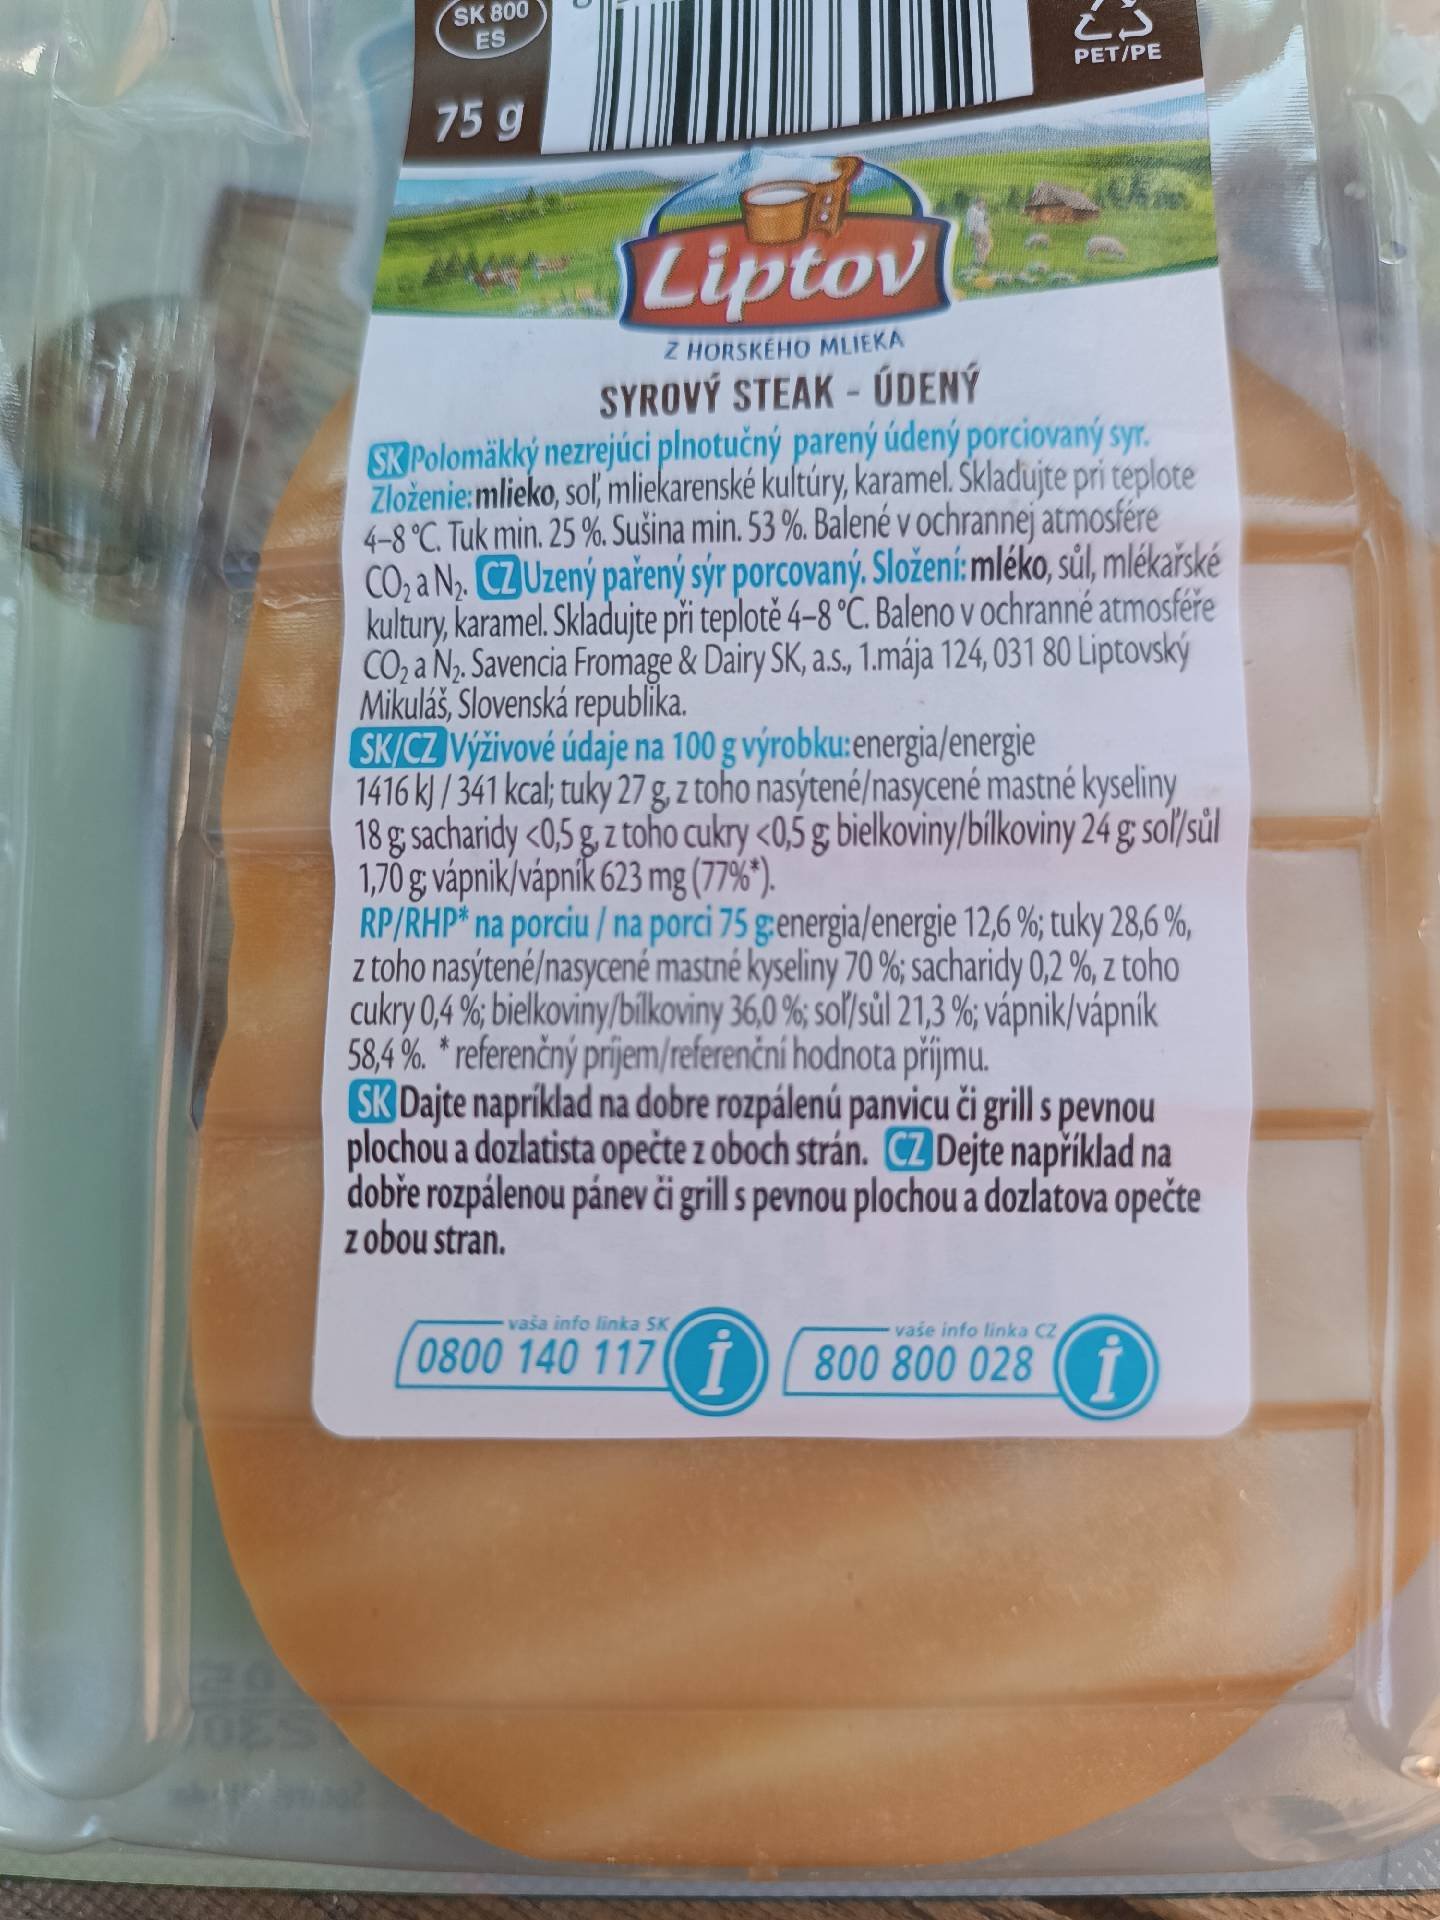 SK 800
ES
75 g
PET/PE
Liptov
Z HORSKÉHO MLIEKA
SYROVÝ STEAK - ÚDENÝ
SK Polomäkký nezrejúci plnotučný parený údený porciovaný syr.
Zloženie: mlieko, soľ, mliekarenské kultúry, karamel. Skladujte pri teplote
4–8 °C. Tuk min. 25 %. Sušina min. 53 %. Balené v ochrannej atmosfére
CO₂ a N₂. CZ Uzený pařený sýr porcovaný. Složení: mléko, sůl, mlékařské
kultury, karamel. Skladujte při teplotě 4–8 °C. Baleno v ochranné atmosféře
CO₂ a N₂. Savencia Fromage & Dairy SK, a.s., 1.mája 124, 031 80 Liptovský
Mikuláš, Slovenská republika.
SK/CZ Výživové údaje na 100 g výrobku: energia/energie
1416 kJ / 341 kcal; tuky 27 g, z toho nasýtené/nasycené mastné kyseliny
18 g; sacharidy <0,5 g, z toho cukry <0,5 g; bielkoviny/bílkoviny 24 g; soľ/sůl
1,70 g; vápnik/vápník 623 mg (77%*).
RP/RHP* na porciu / na porci 75 g: energia/energie 12,6 %; tuky 28,6 %,
z toho nasýtené/nasycené mastné kyseliny 70 %; sacharidy 0,2 %, z toho
cukry 0,4 %; bielkoviny/bílkoviny 36,0 %; soľ/sůl 21,3 %; vápnik/vápník
58,4 %. * referenčný príjem/referenční hodnota příjmu.
SK Dajte napríklad na dobre rozpálenú panvicu či grill s pevnou
plochou a dozlatista opečte z oboch strán. CZ Dejte například na
dobře rozpálenou pánev či grill s pevnou plochou a dozlatova opečte
z obou stran.
vaša info linka SK
0800 140 117 i
vaše info linka CZ
800 800 028 i